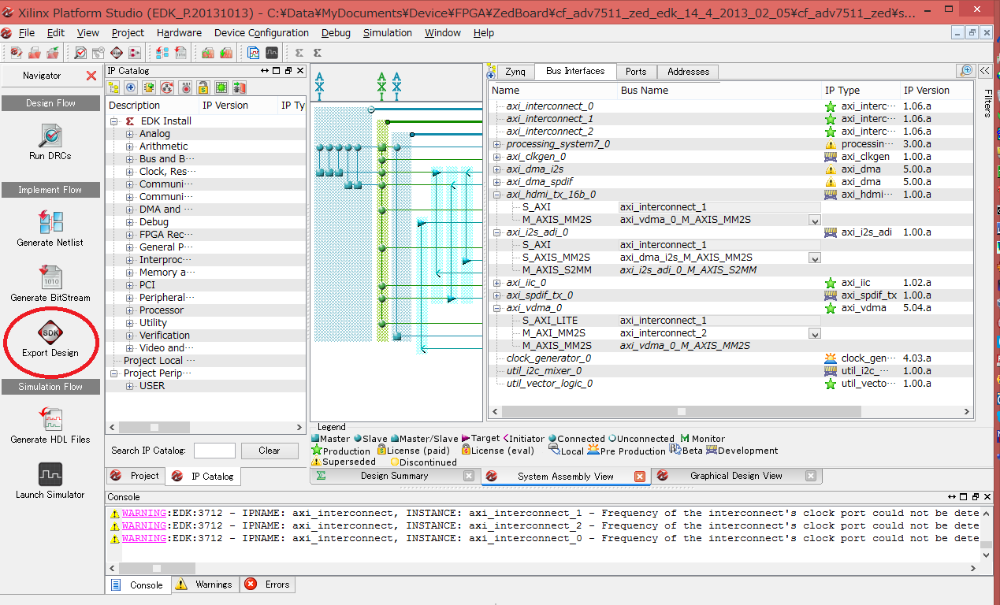 Xilinx Platform Studio (EDK_P.20131013) - C:¥Data¥MyDocuments¥Device¥FPGA¥ZedBoard¥cf_adv7511_zed_edk_14_4_2013_02_05¥cf_adv7511_zed¥s...
File Edit View Project Hardware Device Configuration Debug Simulation Window Help
Navigator
Design Flow
Run DRCs
Implement Flow
Generate Netlist
1010
Generate BitStream
SDK
Export Design
Simulation Flow
Generate HDL Files
Launch Simulator
IP Catalog
Description IP Version IP Ty
EDK Install
Analog
Arithmetic
Bus and B···
Clock, Res···
Communi···
Communi···
DMA and ···
Debug
FPGA Rec···
General P···
Interproc···
Memory a···
PCI
Peripheral···
Processor
Utility
Verification
Video and···
Project Local ···
Project Perip···
USER
Search IP Catalog: Clear
Project IP Catalog
Zynq Bus Interfaces Ports Addresses
Filters
Name Bus Name IP Type IP Version
axi_interconnect_0 axi_interc··· 1.06.a
axi_interconnect_1 axi_interc··· 1.06.a
axi_interconnect_2 axi_interc··· 1.06.a
processing_system7_0 processin··· 3.00.a
axi_clkgen_0 axi_clkgen 1.00.a
axi_dma_i2s axi_dma 5.00.a
axi_dma_spdif axi_dma 5.00.a
axi_hdmi_tx_16b_0 axi_hdmi··· 1.00.a
S_AXI axi_interconnect_1
M_AXIS_MM2S axi_vdma_0_M_AXIS_MM2S
axi_i2s_adi_0 axi_i2s_adi 1.00.a
S_AXI axi_interconnect_1
S_AXIS_MM2S axi_dma_i2s_M_AXIS_MM2S
M_AXIS_S2MM axi_i2s_adi_0_M_AXIS_S2MM
axi_iic_0 axi_iic 1.02.a
axi_spdif_tx_0 axi_spdif_tx 1.00.a
axi_vdma_0 axi_vdma 5.04.a
S_AXI_LITE axi_interconnect_1
M_AXI_MM2S axi_interconnect_2
M_AXIS_MM2S axi_vdma_0_M_AXIS_MM2S
clock_generator_0 clock_gen··· 4.03.a
util_i2c_mixer_0 util_i2c_··· 1.00.a
util_vector_logic_0 util_vecto··· 1.00.a
Legend
Master Slave Master/Slave Target Initiator Connected Unconnected Monitor
Production License (paid) License (eval) Local Pre Production Beta Development
Superseded Discontinued
Design Summary System Assembly View Graphical Design View
Console
WARNING:EDK:3712 - IPNAME: axi_interconnect, INSTANCE: axi_interconnect_1 - Frequency of the interconnect's clock port could not be dete
WARNING:EDK:3712 - IPNAME: axi_interconnect, INSTANCE: axi_interconnect_2 - Frequency of the interconnect's clock port could not be dete
WARNING:EDK:3712 - IPNAME: axi_interconnect, INSTANCE: axi_interconnect_0 - Frequency of the interconnect's clock port could not be dete
Console Warnings Errors